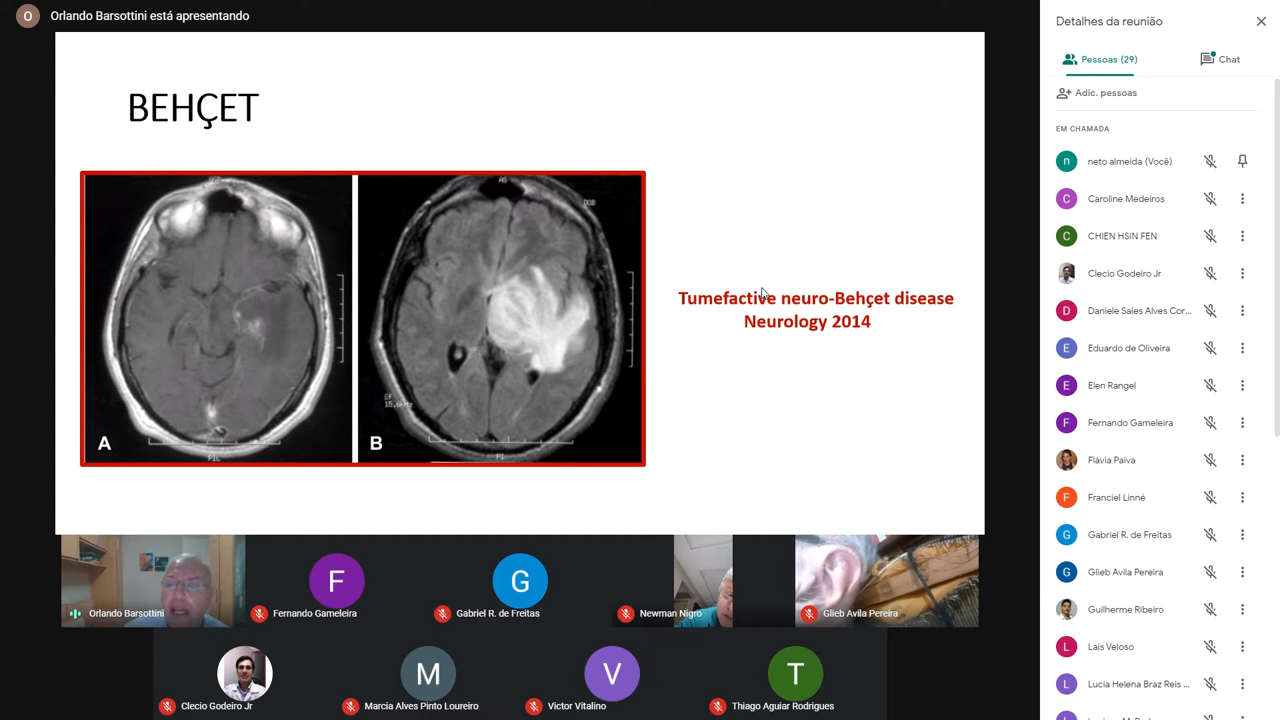 O
Orlando Barsottini está apresentando
BEHÇET
A
B
Tumefactive neuro-Behçet disease
Neurology 2014
Orlando Barsottini
F
Fernando Gameleira
G
Gabriel R. de Freitas
Newman Nigro
Glieb Avila Pereira
Clecio Godeiro Jr
M
Marcia Alves Pinto Loureiro
V
Victor Vitalino
T
Thiago Aguiar Rodrigues
Detalhes da reunião
Pessoas (29)
Chat
Adic. pessoas
EM CHAMADA
n
neto almeida (Você)
C
Caroline Medeiros
C
CHIEN HSIN FEN
Clecio Godeiro Jr
D
Daniele Sales Alves Cor...
E
Eduardo de Oliveira
E
Elen Rangel
F
Fernando Gameleira
Flávia Paiva
F
Franciel Linné
G
Gabriel R. de Freitas
G
Glieb Avila Pereira
Guilherme Ribeiro
L
Lais Veloso
L
Lucia Helena Braz Reis ...